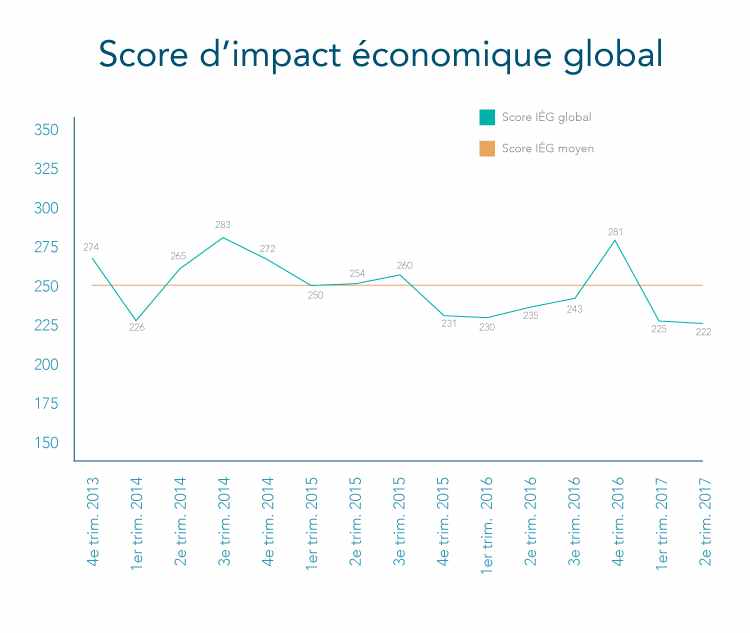 Score d’impact économique global
Score IÉG global
Score IÉG moyen
350
325
300
275
250
225
200
175
150
274
226
265
283
272
250
254
260
231
230
235
243
281
225
222
4e trim. 2013
1er trim. 2014
2e trim. 2014
3e trim. 2014
4e trim. 2014
1er trim. 2015
2e trim. 2015
3e trim. 2015
4e trim. 2015
1er trim. 2016
2e trim. 2016
3e trim. 2016
4e trim. 2016
1er trim. 2017
2e trim. 2017